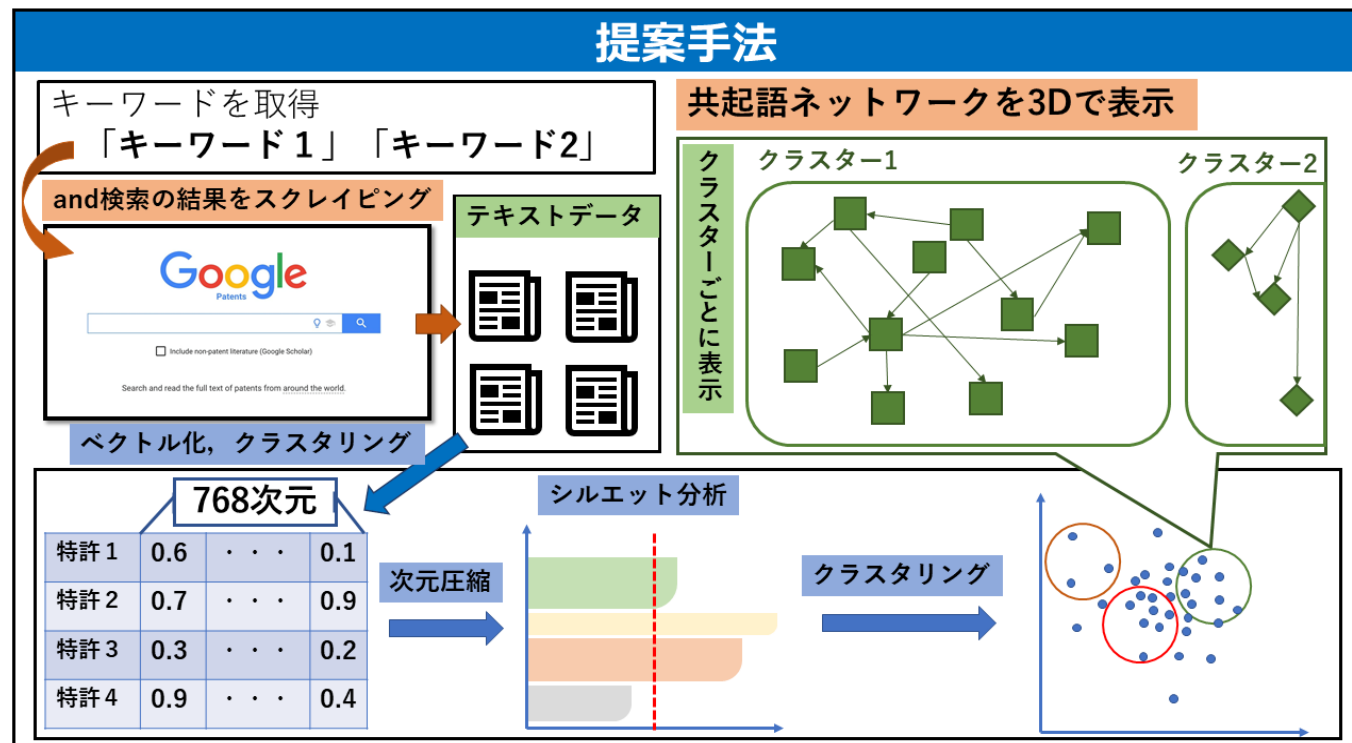 提案手法
キーワードを取得
「キーワード１」「キーワード2」
and検索の結果をスクレイピング
Google
Patents
Include non-patent literature (Google Scholar)
Search and read the full text of patents from around the world.
テキストデータ
共起語ネットワークを3Dで表示
クラスターごとに表示
クラスター1
クラスター2
ベクトル化，クラスタリング
768次元
特許１ 0.6 ・・・ 0.1
特許２ 0.7 ・・・ 0.9
特許３ 0.3 ・・・ 0.2
特許４ 0.9 ・・・ 0.4
次元圧縮
シルエット分析
クラスタリング